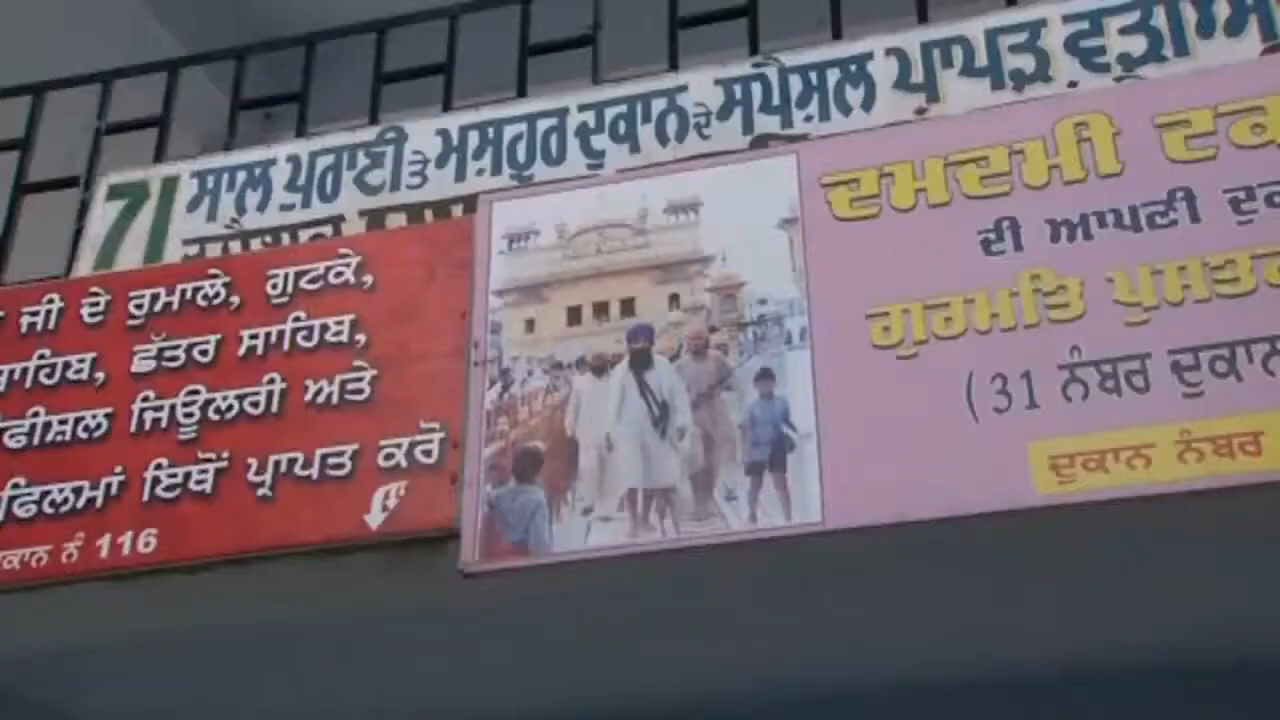 71 ਸਾਲ ਪੁਰਾਣੀ ਤੇ ਮਸ਼ਹੂਰ ਦੁਕਾਨ ਦੇ ਸਪੈਸ਼ਲ ਪਾਪੜ ਵੜੀਆਂ
ਜੀ ਦੇ ਰੁਮਾਲੇ, ਗੁਟਕੇ,
ਸਾਹਿਬ, ਛੱਤਰ ਸਾਹਿਬ,
ਜਿਊਲਰੀ ਅਤੇ
ਫਿਲਮਾਂ ਇਥੋਂ ਪ੍ਰਾਪਤ ਕਰੋ
ਨੰ 116
ਦਮਦਮੀ
ਦੀ ਆਪਣੀ
ਗੁਰਮਤਿ
(31 ਨੰਬਰ ਦੁਕਾਨ
ਦੁਕਾਨ ਨੰਬਰ